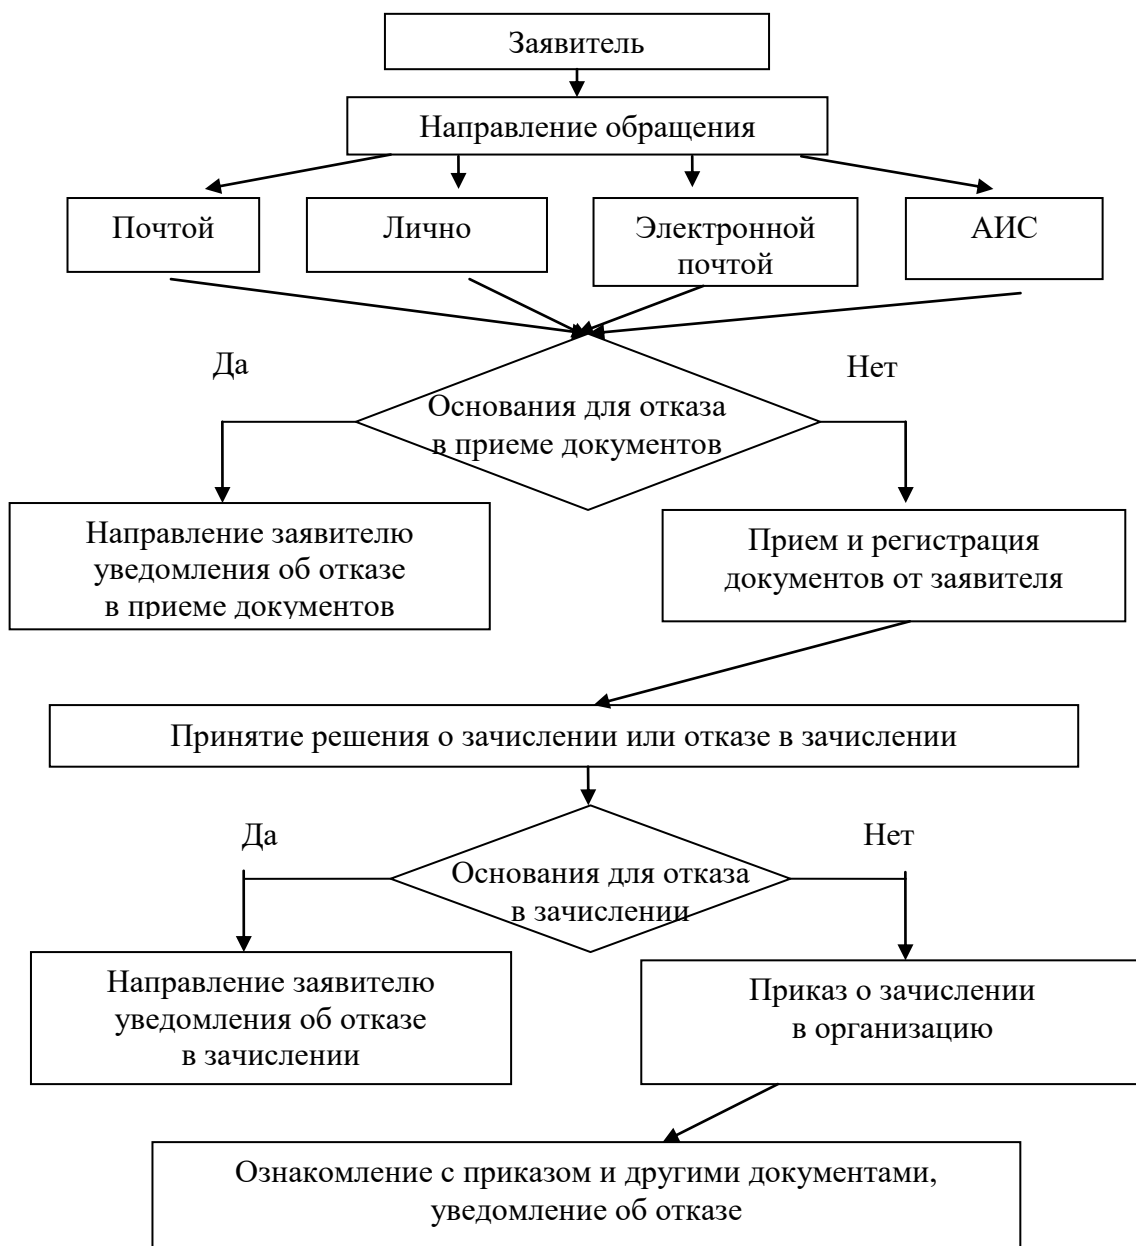 Заявитель
Направление обращения
Почтой
Лично
Электронной
почтой
АИС
Да
Нет
Основания для отказа
в приеме документов
Направление заявителю
уведомления об отказе
в приеме документов
Прием и регистрация
документов от заявителя
Принятие решения о зачислении или отказе в зачислении
Да
Нет
Основания для отказа
в зачислении
Направление заявителю
уведомления об отказе
в зачислении
Приказ о зачислении
в организацию
Ознакомление с приказом и другими документами,
уведомление об отказе